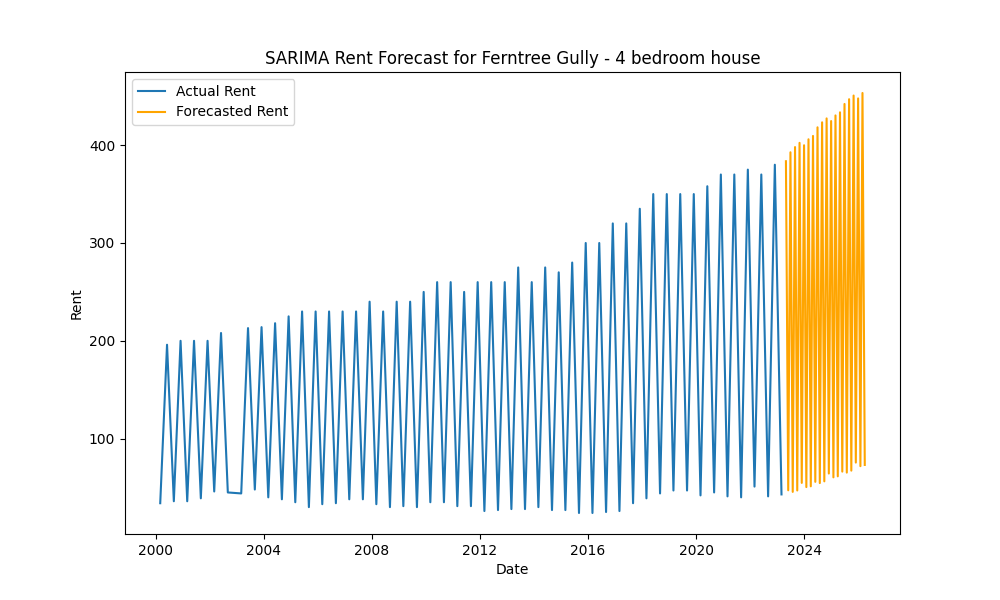 SARIMA Rent Forecast for Ferntree Gully - 4 bedroom house
Actual Rent
Forecasted Rent
400
300
200
100
Rent
2000 2004 2008 2012 2016 2020 2024
Date